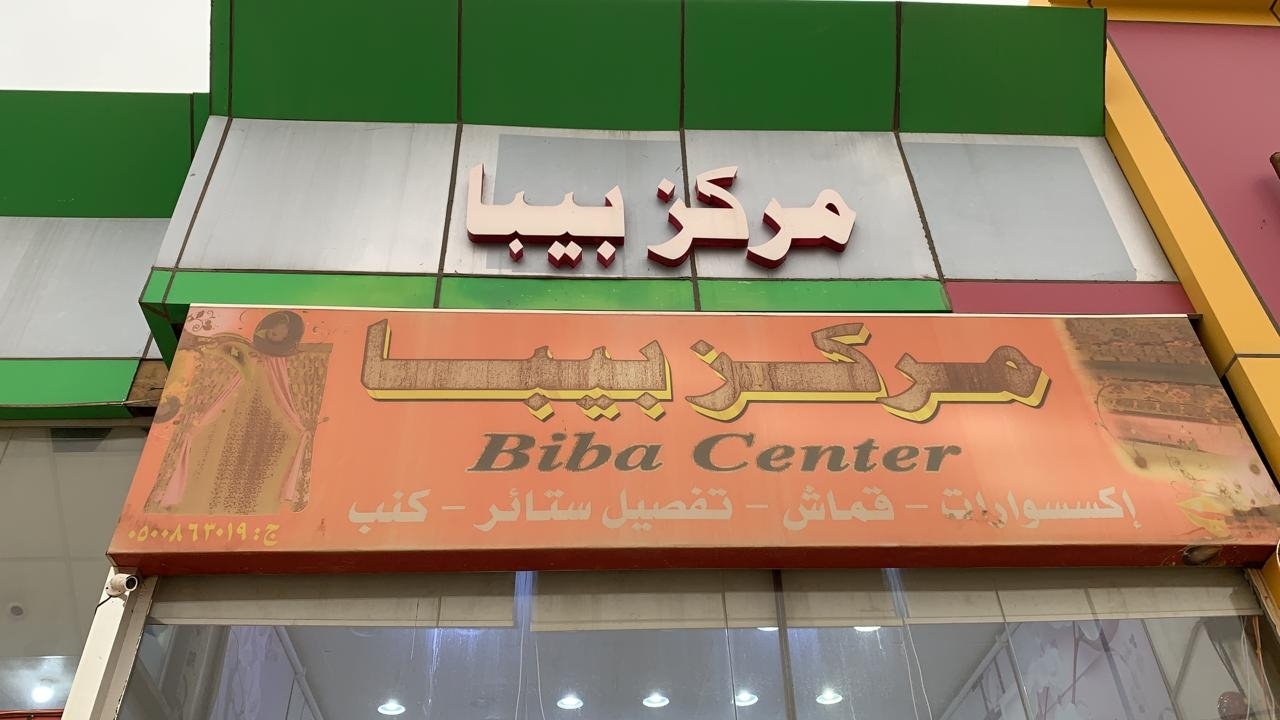 مركز بيبا
مركز بيبا
Biba Center
إكسسوارات - قماش - تفصيل ستائر - كنب
ج: ٠٥٠٠٨٦٣٠١٩